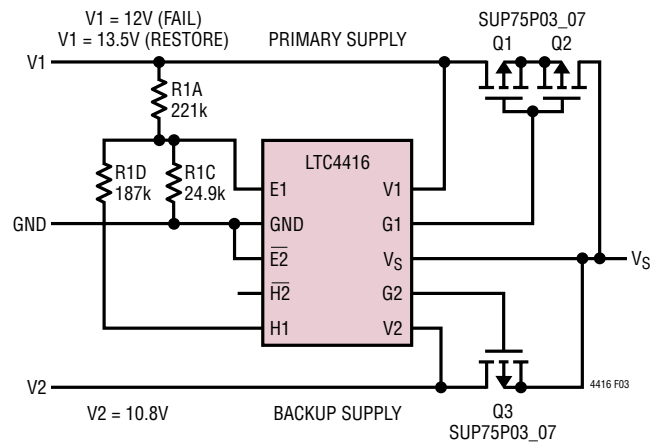 V1 = 12V (FAIL)
V1 = 13.5V (RESTORE)
PRIMARY SUPPLY
SUP75P03_07
Q1
Q2
V1
R1A
221k
R1D
187k
R1C
24.9k
LTC4416
E1
V1
GND
GND
G1
E2
VS
VS
H2
G2
H1
V2
V2
4416 F03
V2 = 10.8V
BACKUP SUPPLY
Q3
SUP75P03_07